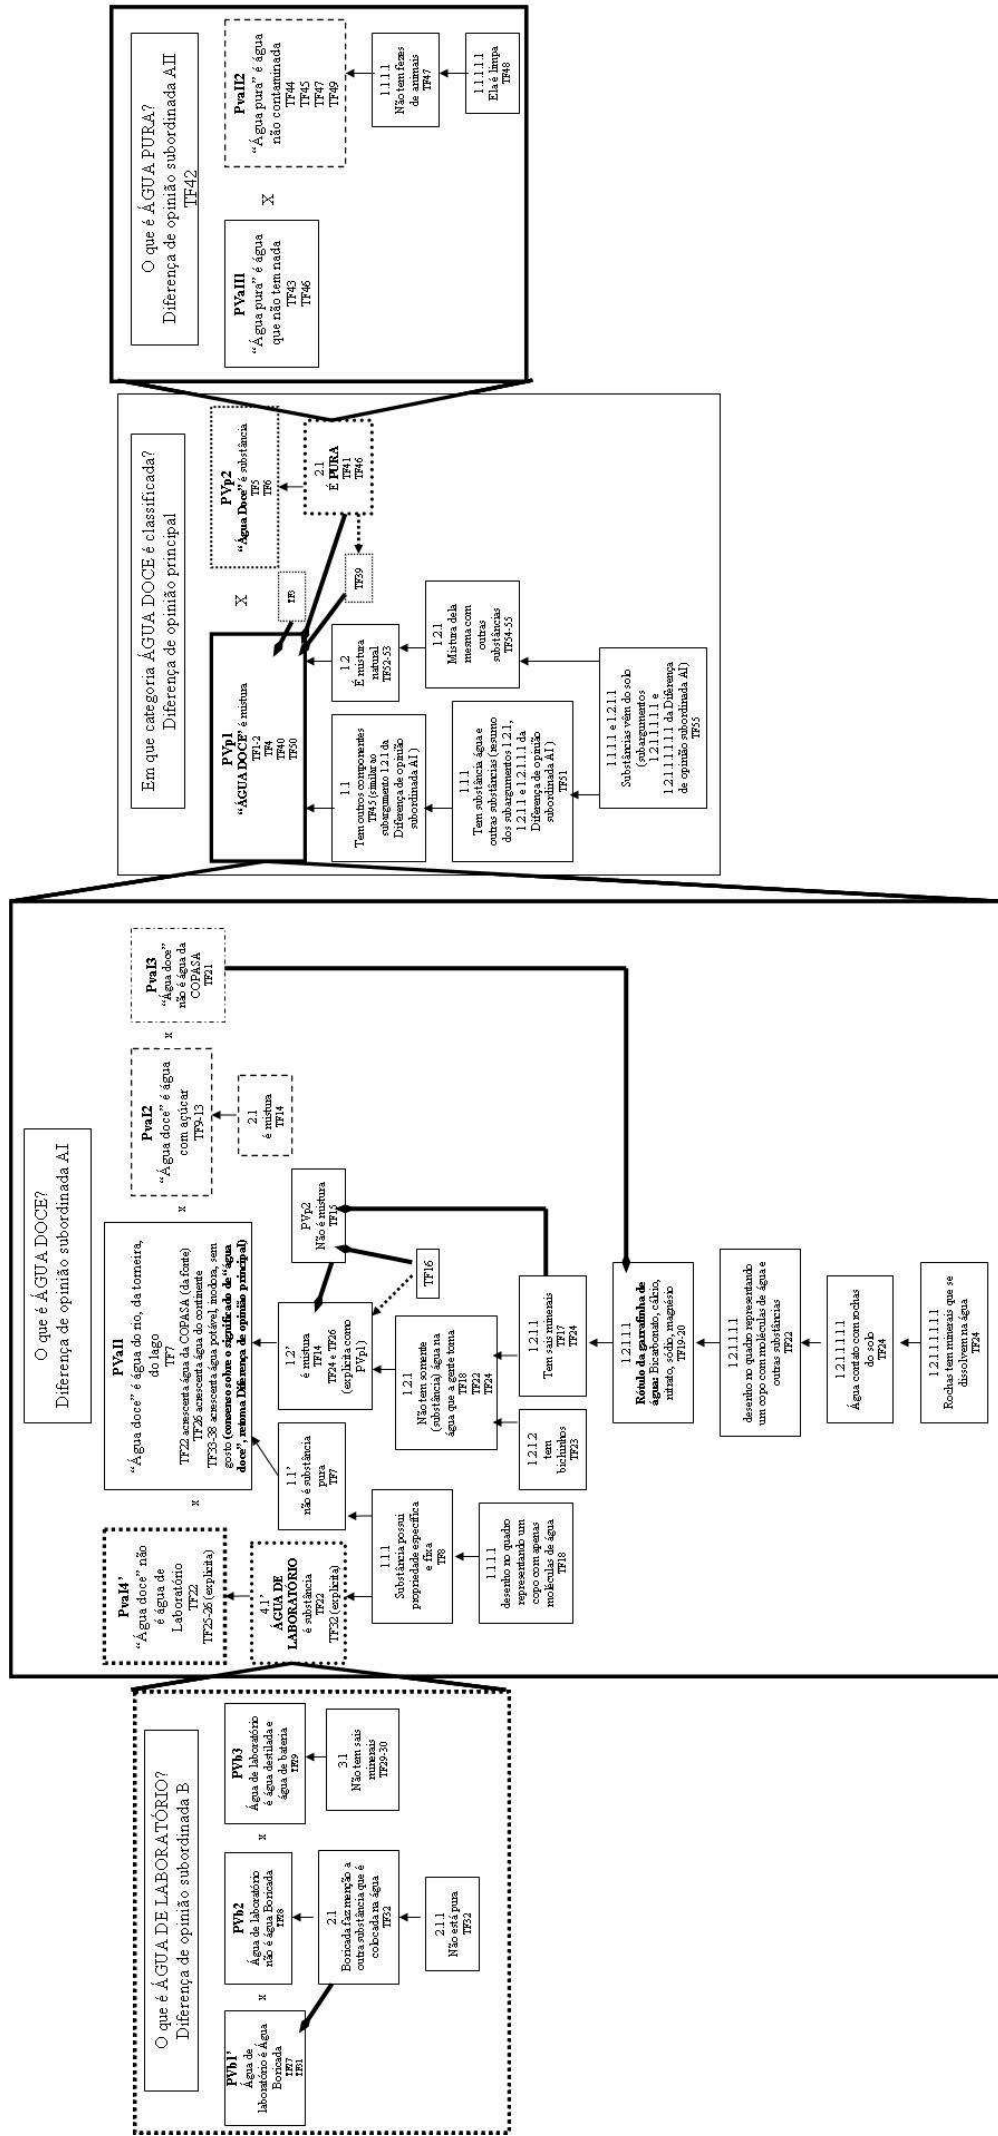 O que é ÁGUA DE LABORATÓRIO?
Diferença de opinião subordinada B
PVb1’
Água de
laboratório é Água
Boricada
TF27
TF31
x
PVb2
Água de laboratório
não é água Boricada
TF28
x
PVb3
Água de laboratório
é água destilada e
água de bateria
TF29
2.1
Boricada faz menção a
outra substância que é
colocada na água
TF32
2.1.1
Não está pura
TF32
3.1
Não tem sais
minerais
TF29-30
O que é ÁGUA DOCE?
Diferença de opinião subordinada AI
PvaI4’
“Água doce” não
é água de
Laboratório
TF22
TF25-26 (explicita)
x
PVaI1
“Água doce” é água do rio, da torneira,
do lago
TF7
TF22 acrescenta água da COPASA (da fonte)
TF26 acrescenta água do continente
TF33-38 acrescenta água potável, inodora, sem
gosto (consenso sobre o significado de “água
doce”, retoma Diferença de opinião principal)
x
PvaI2
“Água doce” é água
com açúcar
TF9-13
x
PvaI3
“Água doce”
não é água da
COPASA
TF21
4.1’
ÁGUA DE
LABORATÓRIO
é substância
TF22
TF32 (explicita)
1.1’
não é substância
pura
TF7
1.2’
é mistura
TF14
TF24 e TF26
(explicita como
PVp1)
PVp2
Não é mistura
TF15
2.1
é mistura
TF14
TF16
1.1.1
Substância possui
propriedade específica
e fixa
TF8
1.1.1.1
desenho no quadro
representando um
copo com apenas
moléculas de água
TF18
1.2.1
Não tem somente
(substância) água na
água que a gente toma
TF18
TF22
TF24
1.2.1.2
tem
bichinhos
TF23
1.2.1.1
Tem sais minerais
TF17
TF24
1.2.1.1.1
Rótulo da garrafinha de
água: Bicarbonato, cálcio,
nitrato, sódio, magnésio
TF19-20
1.2.1.1.1.1
desenho no quadro representando
um copo com moléculas de água e
outras substâncias
TF22
1.2.1.1.1.1.1
Água contato com rochas
do solo
TF24
1.2.1.1.1.1.1.1
Rochas tem minerais que se
dissolvem na água
TF24
Em que categoria ÁGUA DOCE é classificada?
Diferença de opinião principal
PVp1
“ÁGUA DOCE” é mistura
TF1-2
TF4
TF40
TF50
X
PVp2
“Água Doce” é substância
TF5
TF6
2.1
É PURA
TF41
TF46
TF39
1.1
Tem outros componentes
TF45 (similar ao
subargumento 1.2.1 da
Diferença de opinião
subordinada AI)
1.2
É mistura
natural
TF52-53
1.1.1
Tem substância água e
outras substâncias (resumo
dos subargumentos 1.2.1,
1.2.1.1 e 1.2.1.1.1 da
Diferença de opinião
subordinada AI)
TF51
1.2.1
Mistura dela
mesma com
outras
substâncias
TF54-55
1.1.1.1 e 1.2.1.1
Substâncias vêm do solo
(subargumentos
1.2.1.1.1.1.1 e
1.2.1.1.1.1.1.1 da Diferença
de opinião subordinada AI)
TF55
O que é ÁGUA PURA?
Diferença de opinião subordinada AII
TF42
PVaII1
“Água pura” é água
que não tem nada
TF43
TF46
X
PvaII2
“Água pura” é água
não contaminada
TF44
TF45
TF47
TF49
1.1.1.1
Não tem fezes
de animais
TF47
1.1.1.1.1
Ela é limpa
TF48